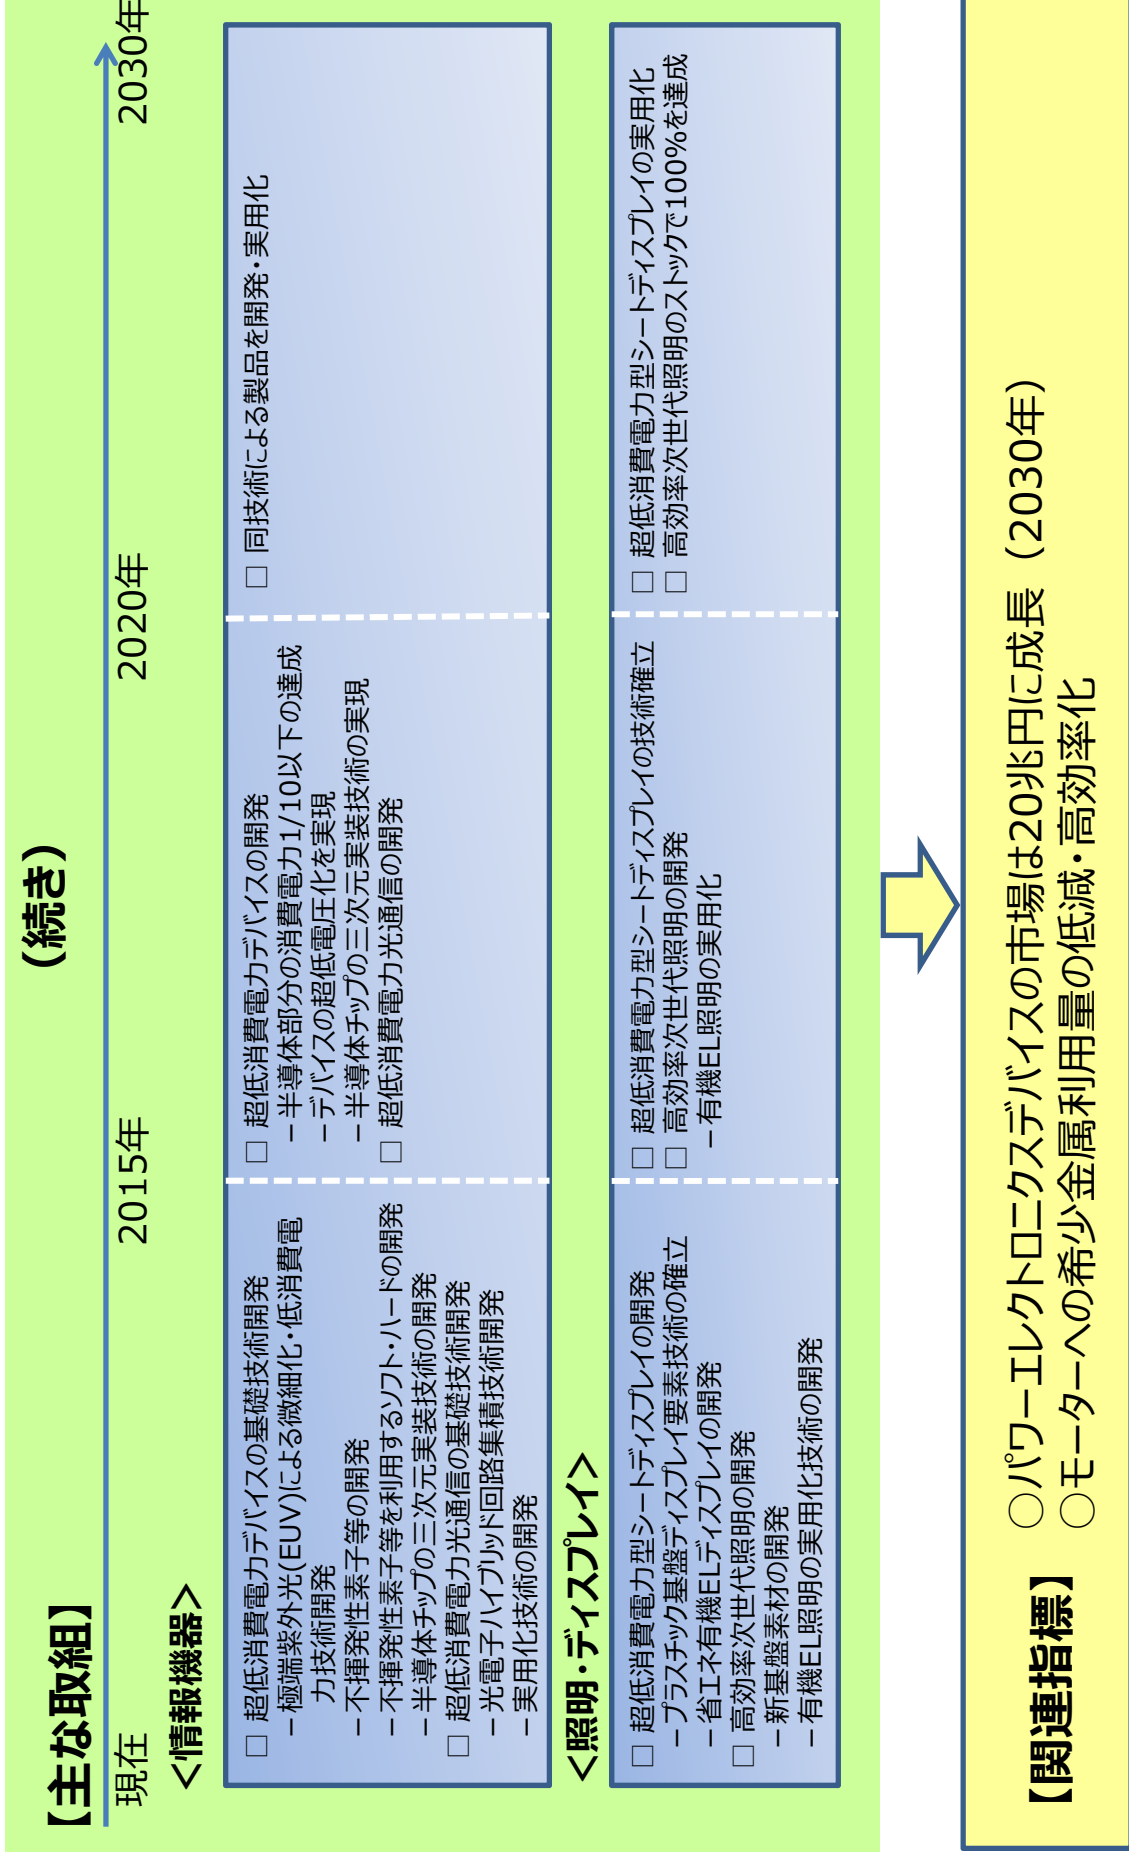 (続き)
【主な取組】
現在
2015年
2020年
2030年
＜情報機器＞
□ 超低消費電力デバイスの基礎技術開発
－極端紫外光(EUV)による微細化・低消費電
力技術開発
－不揮発性素子等の開発
－不揮発性素子等を利用するソフト・ハードの開発
－半導体チップの三次元実装技術の開発
□ 超低消費電力光通信の基礎技術開発
－光電子ハイブリッド回路集積技術開発
－実用化技術の開発
□ 超低消費電力デバイスの開発
－半導体部分の消費電力1/10以下の達成
－デバイスの超低電圧化を実現
－半導体チップの三次元実装技術の実現
□ 超低消費電力光通信の開発
□ 同技術による製品を開発・実用化
＜照明・ディスプレイ＞
□ 超低消費電力型シートディスプレイの開発
－プラスチック基盤ディスプレイ要素技術の確立
－省エネ有機ELディスプレイの開発
□ 高効率次世代照明の開発
－新基盤素材の開発
－有機EL照明の実用化技術の開発
□ 超低消費電力型シートディスプレイの技術確立
□ 高効率次世代照明の開発
－有機EL照明の実用化
□ 超低消費電力型シートディスプレイの実用化
□ 高効率次世代照明のストックで100%を達成
【関連指標】
○パワーエレクトロニクスデバイスの市場は20兆円に成長（2030年）
○モーターへの希少金属利用量の低減・高効率化